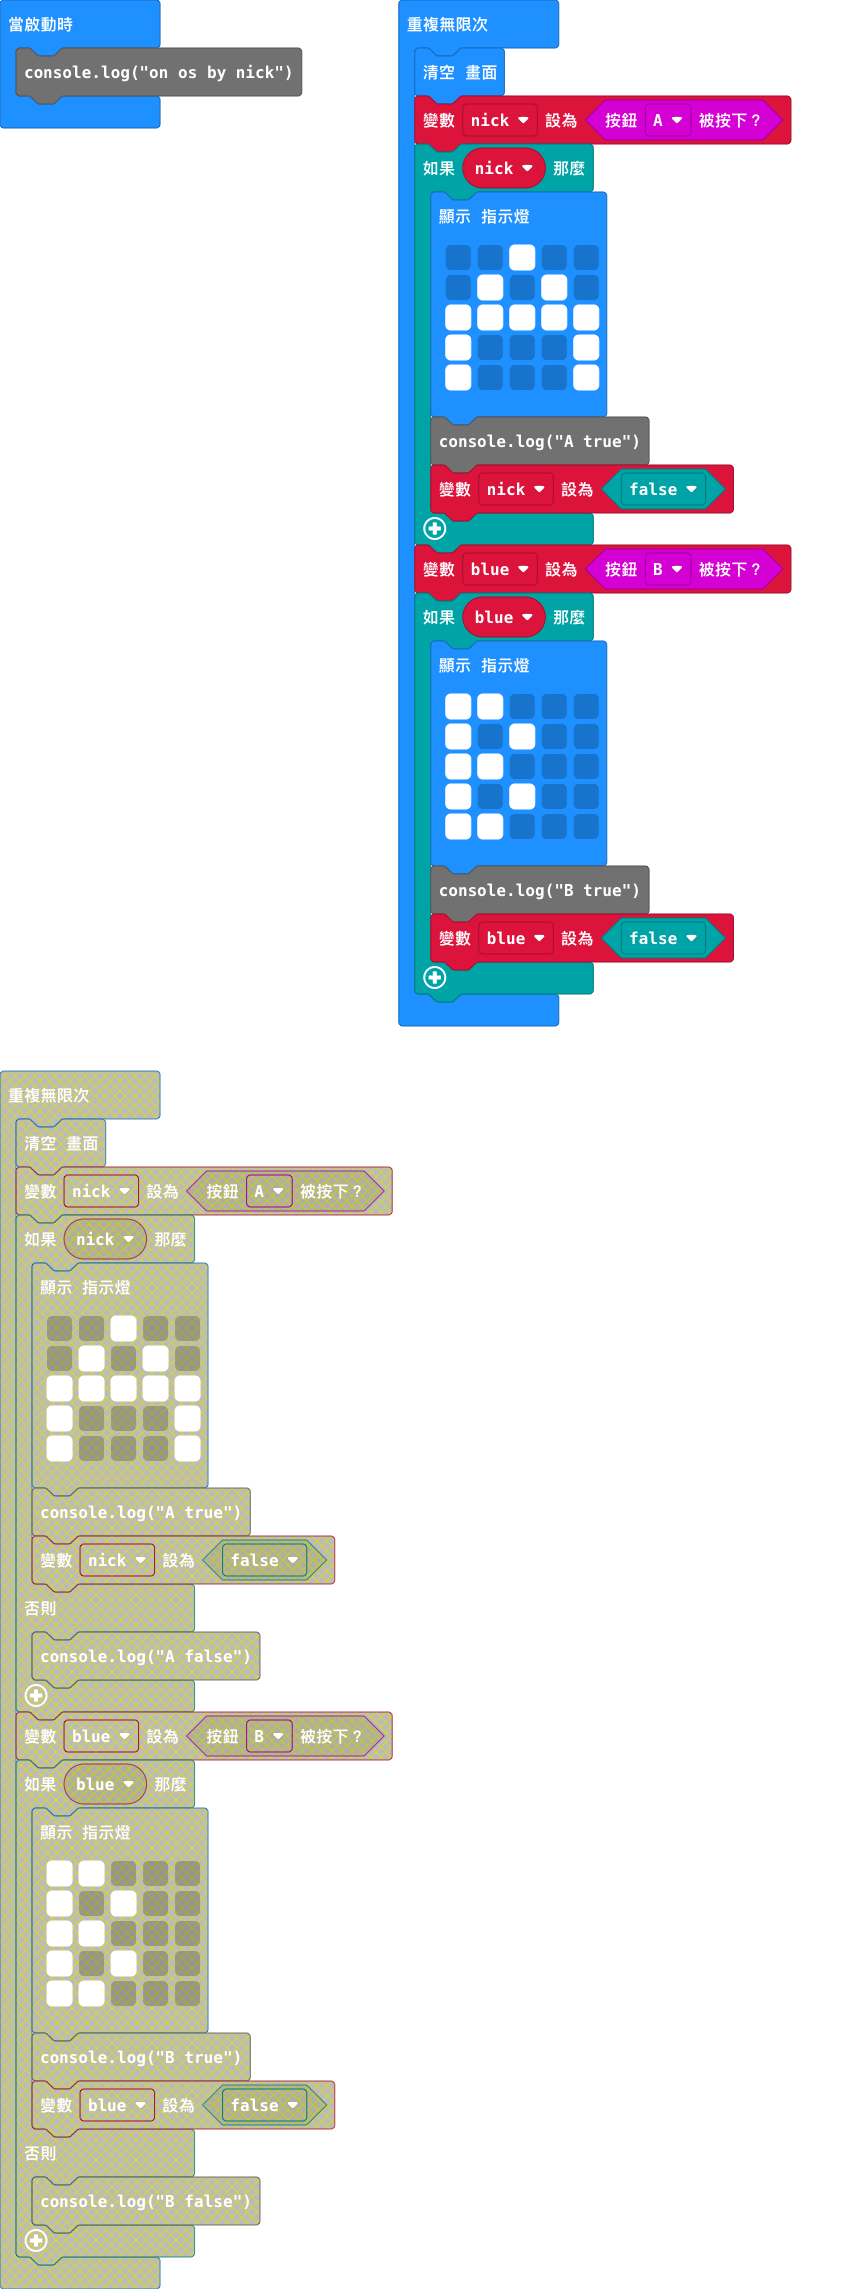 當啟動時
console.log("on os by nick")
重複無限次
清空 畫面
變數 nick 設為 按鈕 A 被按下？
如果 nick 那麼
顯示 指示燈
console.log("A true")
變數 nick 設為 false
變數 blue 設為 按鈕 B 被按下？
如果 blue 那麼
顯示 指示燈
console.log("B true")
變數 blue 設為 false
重複無限次
清空 畫面
變數 nick 設為 按鈕 A 被按下？
如果 nick 那麼
顯示 指示燈
console.log("A true")
變數 nick 設為 false
否則
console.log("A false")
變數 blue 設為 按鈕 B 被按下？
如果 blue 那麼
顯示 指示燈
console.log("B true")
變數 blue 設為 false
否則
console.log("B false")